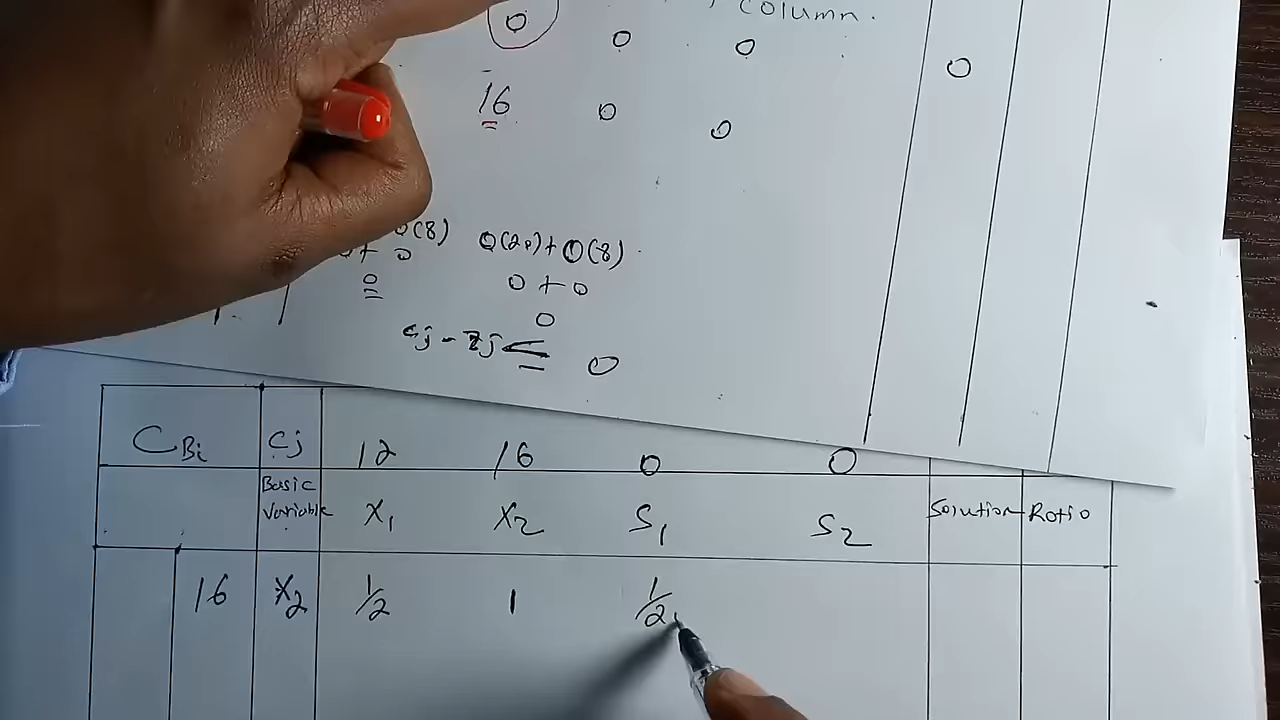 column.
0 0 0 0
16 0 0
0(8) 0(20)+0(8)
0+0
0 0
Cj - Zj ≤ 0
CBi Cj 12 16 0 0
Basic Variable X1 X2 S1 S2 Solution Ratio
16 X2 1/2 1 1/2